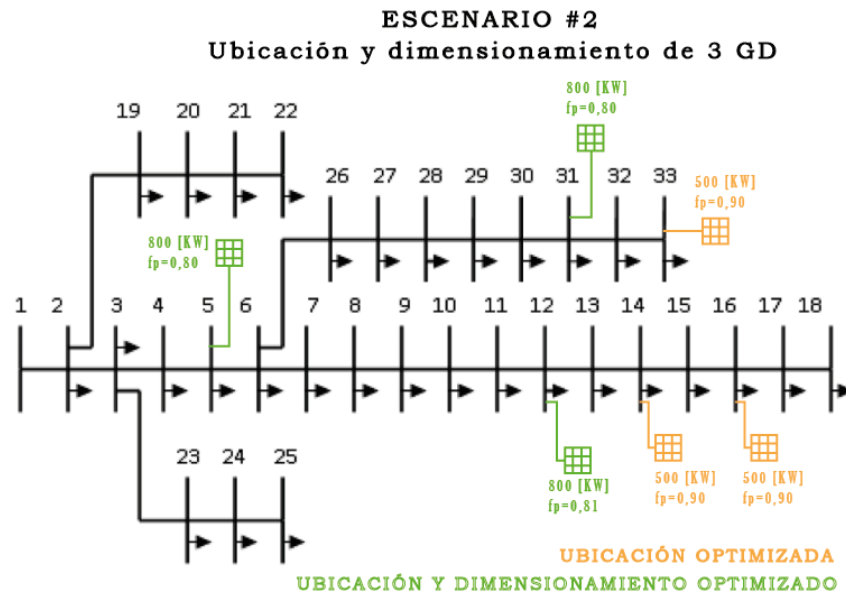 ESCENARIO #2
Ubicación y dimensionamiento de 3 GD
800 [KW]
fp=0,80
19 20 21 22
26 27 28 29 30 31 32 33
500 [KW]
fp=0,90
800 [KW]
fp=0,80
1 2 3 4 5 6 7 8 9 10 11 12 13 14 15 16 17 18
23 24 25
800 [KW]
fp=0,81
500 [KW]
fp=0,90
500 [KW]
fp=0,90
UBICACIÓN OPTIMIZADA
UBICACIÓN Y DIMENSIONAMIENTO OPTIMIZADO